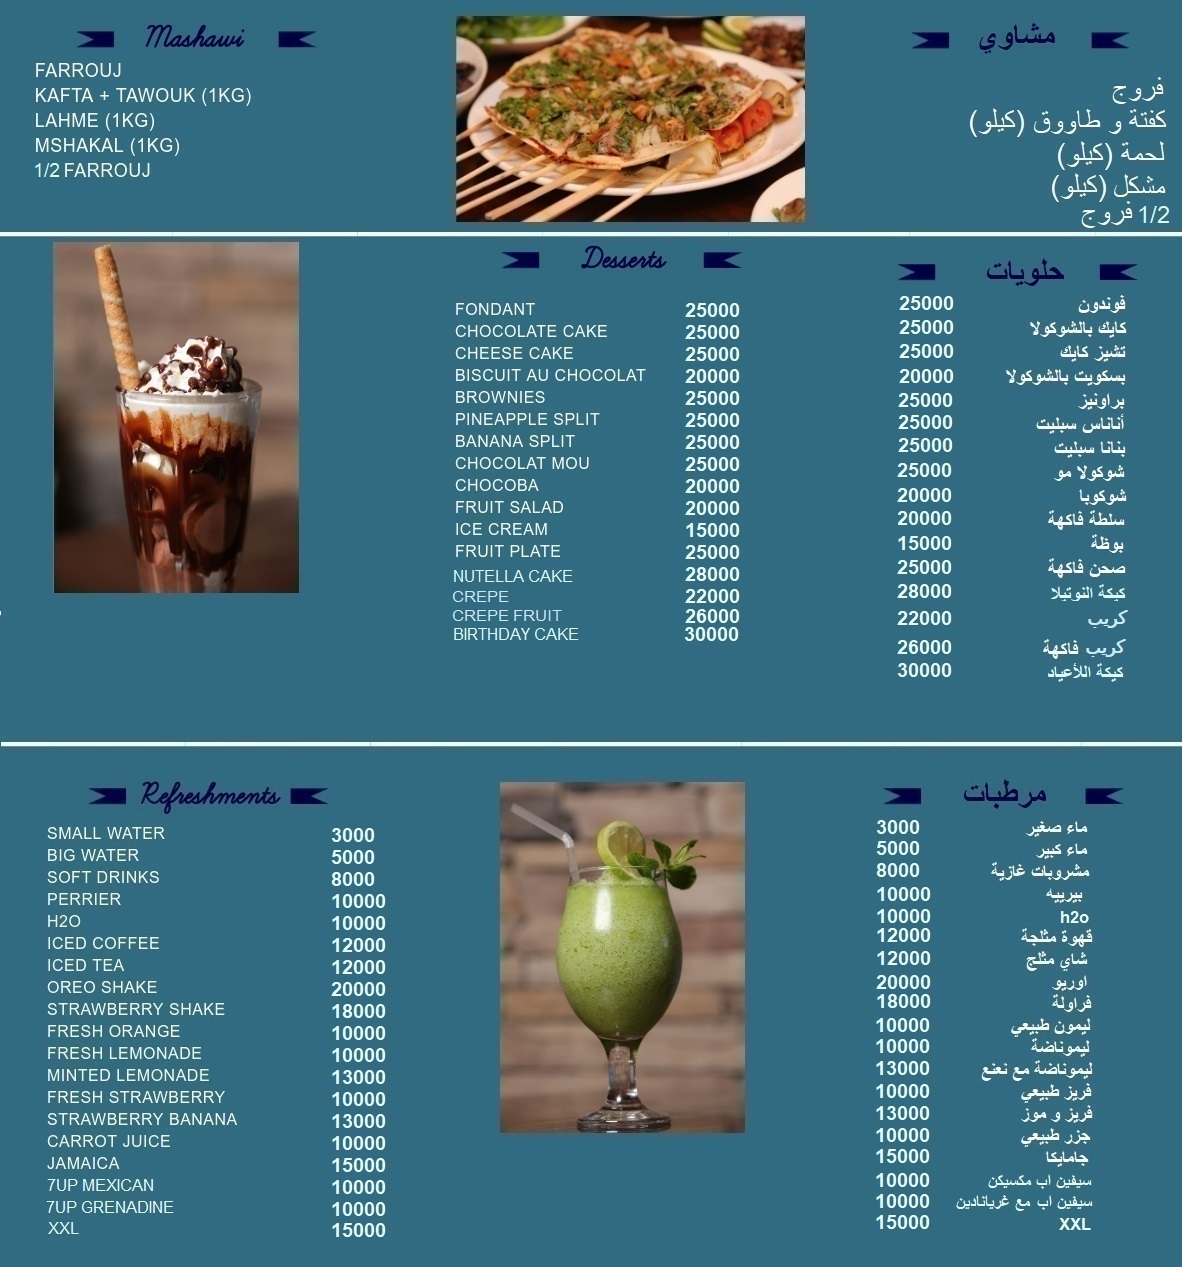 Mashawi
FARROUJ
KAFTA + TAWOUK (1KG)
LAHME (1KG)
MSHAKAL (1KG)
1/2 FARROUJ
مشاوي
فروج
كفتة و طاووق (كيلو)
لحمة (كيلو)
مشكل (كيلو)
1/2 فروج
Desserts
FONDANT 25000
CHOCOLATE CAKE 25000
CHEESE CAKE 25000
BISCUIT AU CHOCOLAT 20000
BROWNIES 25000
PINEAPPLE SPLIT 25000
BANANA SPLIT 25000
CHOCOLAT MOU 25000
CHOCOBA 20000
FRUIT SALAD 20000
ICE CREAM 15000
FRUIT PLATE 25000
NUTELLA CAKE 28000
CREPE 22000
CREPE FRUIT 26000
BIRTHDAY CAKE 30000
حلويات
فوندون 25000
كايك بالشوكولا 25000
تشيز كايك 25000
بسكويت بالشوكولا 20000
براونيز 25000
أناناس سبليت 25000
بنانا سبليت 25000
شوكولا مو 25000
شوكوبا 20000
سلطة فاكهة 20000
بوظة 15000
صحن فاكهة 25000
كيكة النوتيلا 28000
كريب 22000
كريب فاكهة 26000
كيكة اللأعياد 30000
Refreshments
SMALL WATER 3000
BIG WATER 5000
SOFT DRINKS 8000
PERRIER 10000
H2O 10000
ICED COFFEE 12000
ICED TEA 12000
OREO SHAKE 20000
STRAWBERRY SHAKE 18000
FRESH ORANGE 10000
FRESH LEMONADE 10000
MINTED LEMONADE 13000
FRESH STRAWBERRY 10000
STRAWBERRY BANANA 13000
CARROT JUICE 10000
JAMAICA 15000
7UP MEXICAN 10000
7UP GRENADINE 10000
XXL 15000
مرطبات
ماء صغير 3000
ماء كبير 5000
مشروبات غازية 8000
بيرييه 10000
h2o 10000
قهوة مثلجة 12000
شاي مثلج 12000
اوريو 20000
فراولة 18000
ليمون طبيعي 10000
ليموناضة 10000
ليموناضة مع نعنع 13000
فريز طبيعي 10000
فريز و موز 13000
جزر طبيعي 10000
جامايكا 15000
سيفين اب مكسيكن 10000
سيفين اب مع غريانادين 10000
XXL 15000